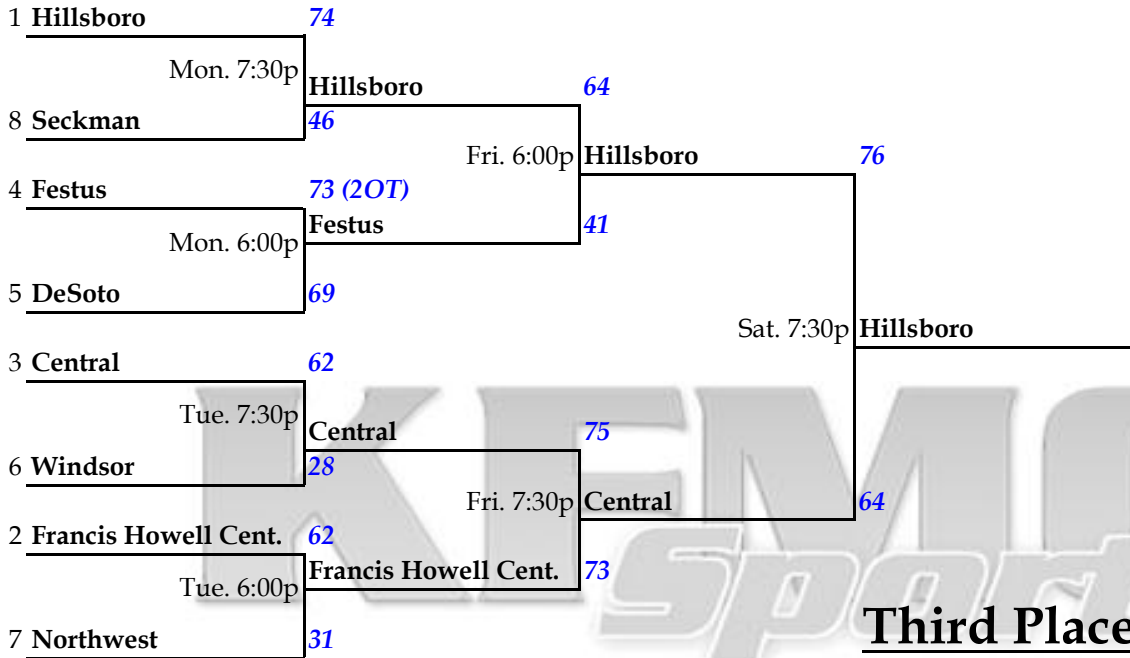 1 Hillsboro 74
Mon. 7:30p
Hillsboro 64
8 Seckman 46
Fri. 6:00p Hillsboro 76
4 Festus 73 (2OT)
Festus 41
Mon. 6:00p
5 DeSoto 69
Sat. 7:30p Hillsboro
3 Central 62
Tue. 7:30p
Central 75
6 Windsor 28
Fri. 7:30p Central 64
2 Francis Howell Cent. 62
Francis Howell Cent. 73
Tue. 6:00p
7 Northwest 31
Third Place